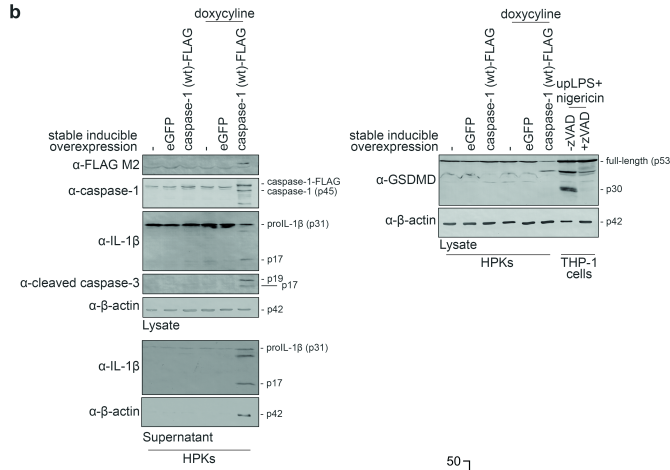 b
doxycyline
stable inducible
overexpression
-
eGFP
caspase-1 (wt)-FLAG
-
eGFP
caspase-1 (wt)-FLAG
α-FLAG M2
α-caspase-1
- caspase-1-FLAG
- caspase-1 (p45)
α-IL-1β
- proIL-1β (p31)
- p17
α-cleaved caspase-3
- p19
p17
α-β-actin
- p42
Lysate
α-IL-1β
- proIL-1β (p31)
- p17
α-β-actin
- p42
Supernatant
HPKs
doxycyline
upLPS+
nigericin
stable inducible
overexpression
-
eGFP
caspase-1 (wt)-FLAG
-
eGFP
caspase-1 (wt)-FLAG
-zVAD
+zVAD
α-GSDMD
- full-length (p53
- p30
α-β-actin
- p42
Lysate
HPKs
THP-1
cells
50